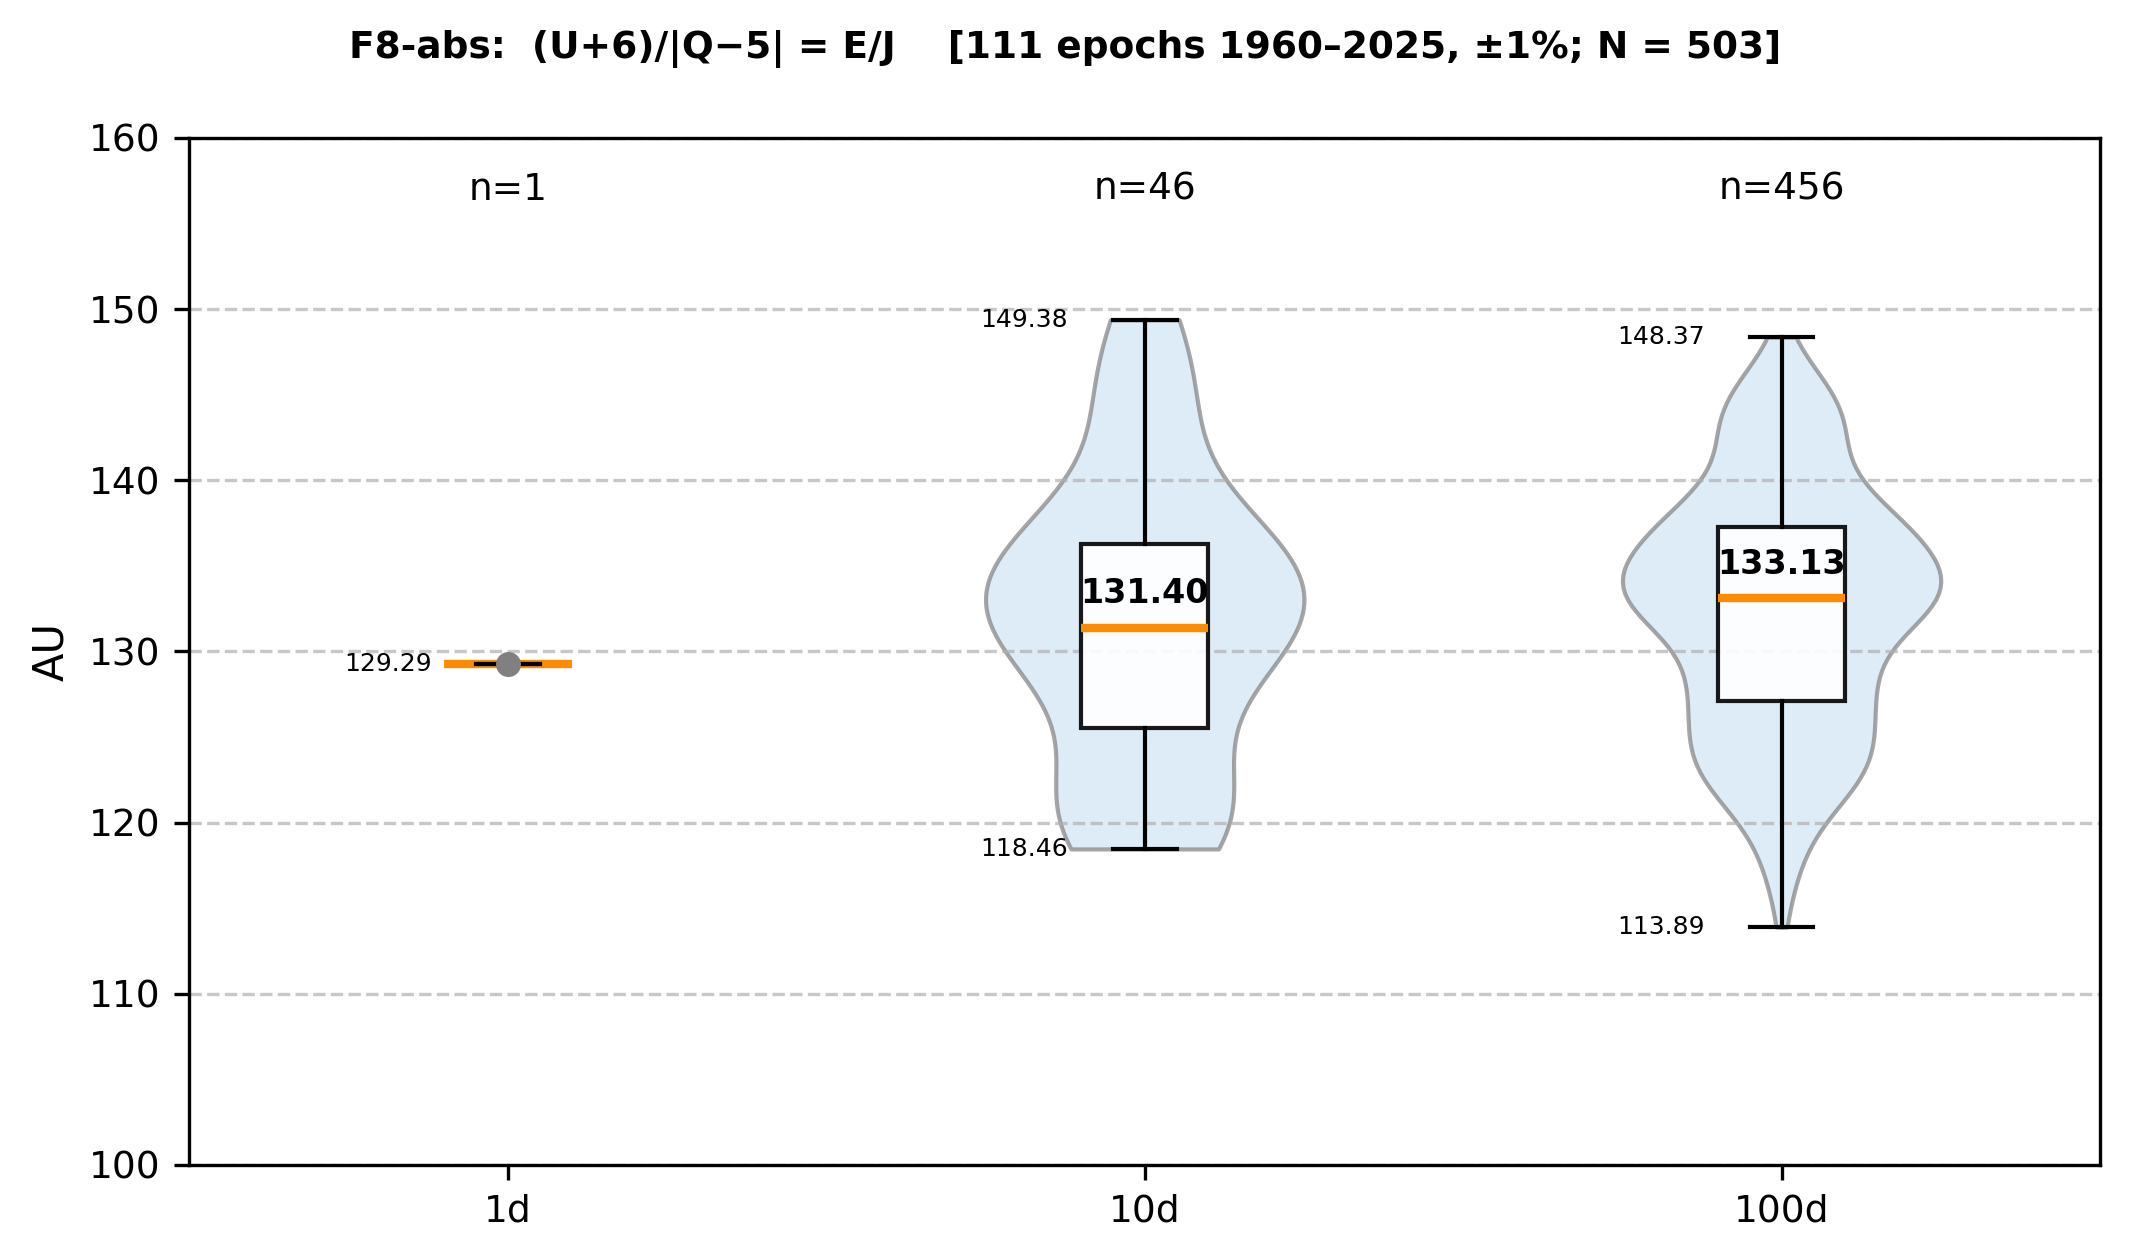 F8-abs:  (U+6)/|Q−5| = E/J    [111 epochs 1960–2025, ±1%; N = 503]
160
n=1
n=46
n=456
150
149.38
148.37
140
133.13
131.40
130
129.29
AU
120
118.46
113.89
110
100
1d
10d
100d